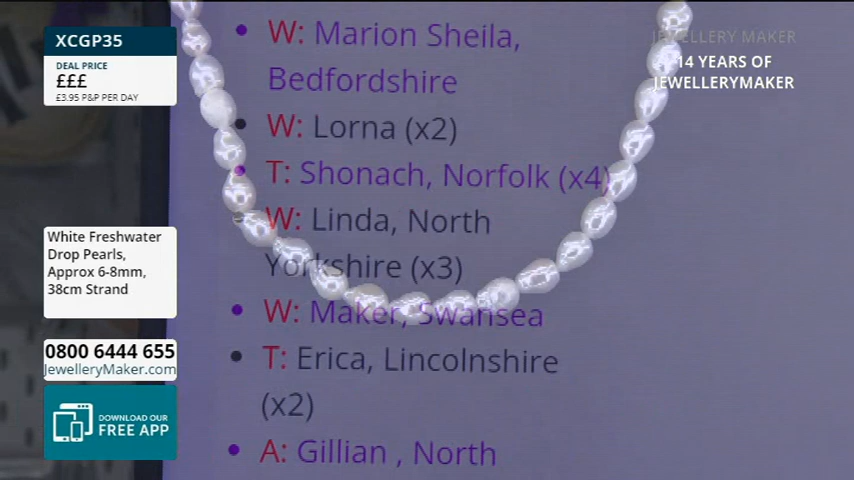 XCGP35
DEAL PRICE
£££
£3.95 P&P PER DAY
White Freshwater
Drop Pearls,
Approx 6-8mm,
38cm Strand
0800 6444 655
JewelleryMaker.com
DOWNLOAD OUR
FREE APP
JEWELLERY MAKER
14 YEARS OF
JEWELLERYMAKER
W: Marion Sheila,
Bedfordshire
W: Lorna (x2)
T: Shonach, Norfolk (x4)
W: Linda, North
Yorkshire (x3)
W: Maker, Swansea
T: Erica, Lincolnshire
(x2)
A: Gillian , North